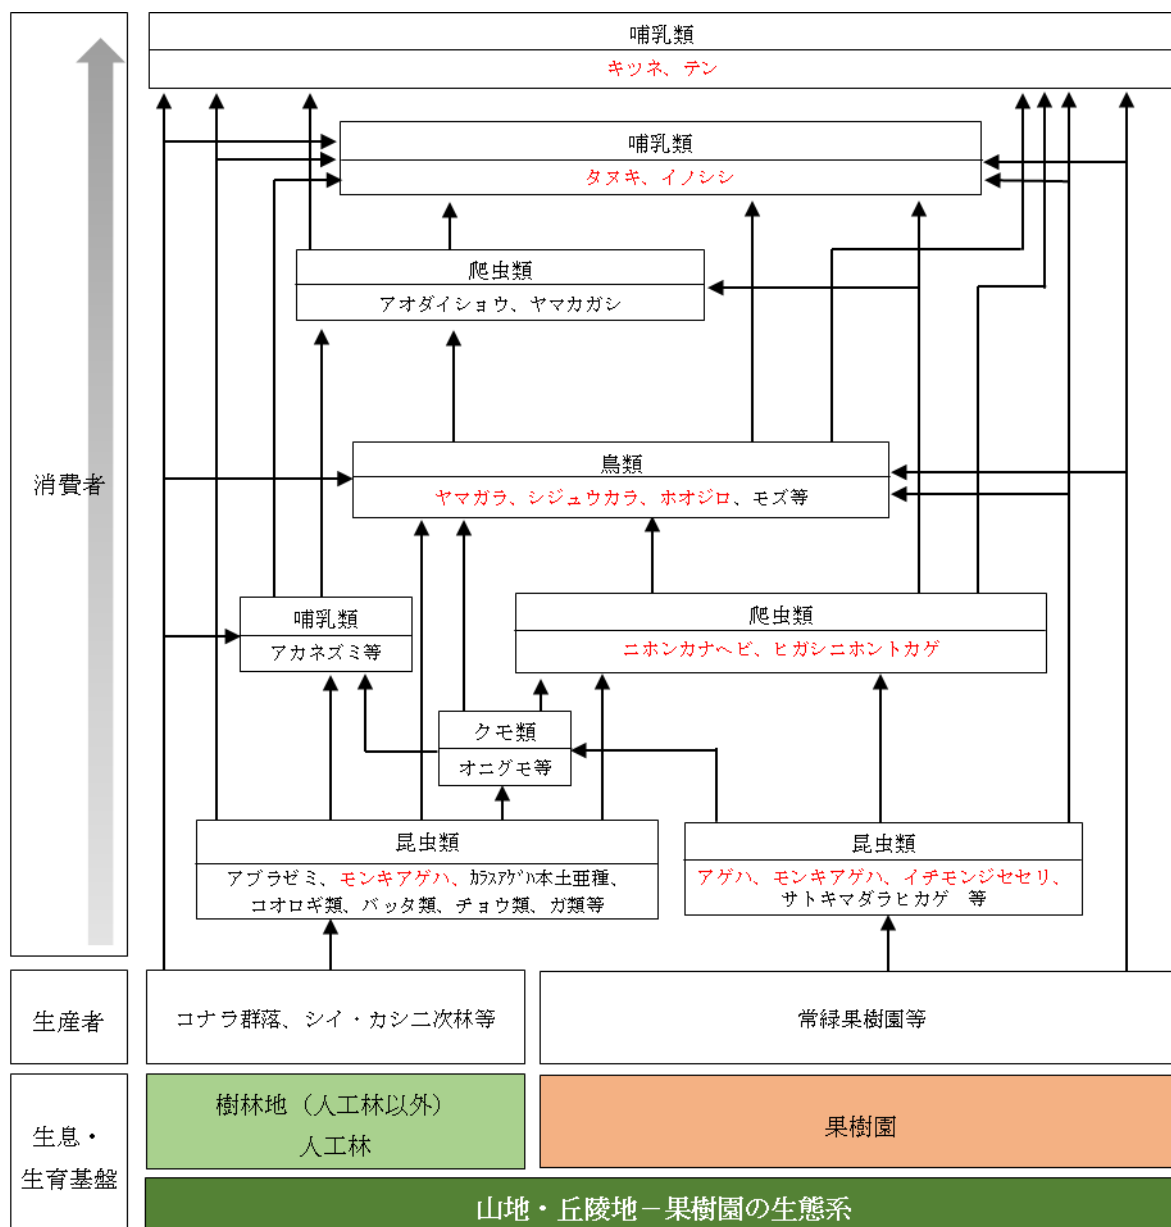 哺乳類
キツネ、テン
哺乳類
タヌキ、イノシシ
爬虫類
アオダイショウ、ヤマカガシ
消費者
鳥類
ヤマガラ、シジュウカラ、ホオジロ、モズ等
哺乳類
アカネズミ等
爬虫類
ニホンカナヘビ、ヒガシニホントカゲ
クモ類
オニグモ等
昆虫類
アブラゼミ、モンキアゲハ、ｶﾗｽｱｹﾞﾊ本土亜種、
コオロギ類、バッタ類、チョウ類、ガ類等
昆虫類
アゲハ、モンキアゲハ、イチモンジセセリ、
サトキマダラヒカゲ　等
生産者
コナラ群落、シイ・カシ二次林等
常緑果樹園等
生息・
生育基盤
樹林地（人工林以外）
人工林
果樹園
山地・丘陵地－果樹園の生態系